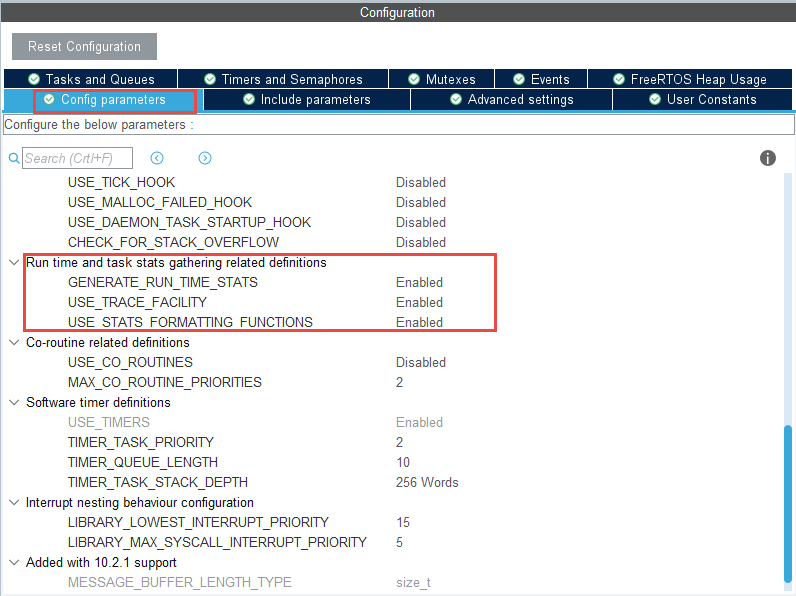 Configuration
Reset Configuration
Tasks and Queues Timers and Semaphores Mutexes Events FreeRTOS Heap Usage
Config parameters Include parameters Advanced settings User Constants
Configure the below parameters :
Search (CrtI+F)
USE_TICK_HOOK Disabled
USE_MALLOC_FAILED_HOOK Disabled
USE_DAEMON_TASK_STARTUP_HOOK Disabled
CHECK_FOR_STACK_OVERFLOW Disabled
Run time and task stats gathering related definitions
GENERATE_RUN_TIME_STATS Enabled
USE_TRACE_FACILITY Enabled
USE_STATS_FORMATTING_FUNCTIONS Enabled
Co-routine related definitions
USE_CO_ROUTINES Disabled
MAX_CO_ROUTINE_PRIORITIES 2
Software timer definitions
USE_TIMERS Enabled
TIMER_TASK_PRIORITY 2
TIMER_QUEUE_LENGTH 10
TIMER_TASK_STACK_DEPTH 256 Words
Interrupt nesting behaviour configuration
LIBRARY_LOWEST_INTERRUPT_PRIORITY 15
LIBRARY_MAX_SYSCALL_INTERRUPT_PRIORITY 5
Added with 10.2.1 support
MESSAGE_BUFFER_LENGTH_TYPE size_t